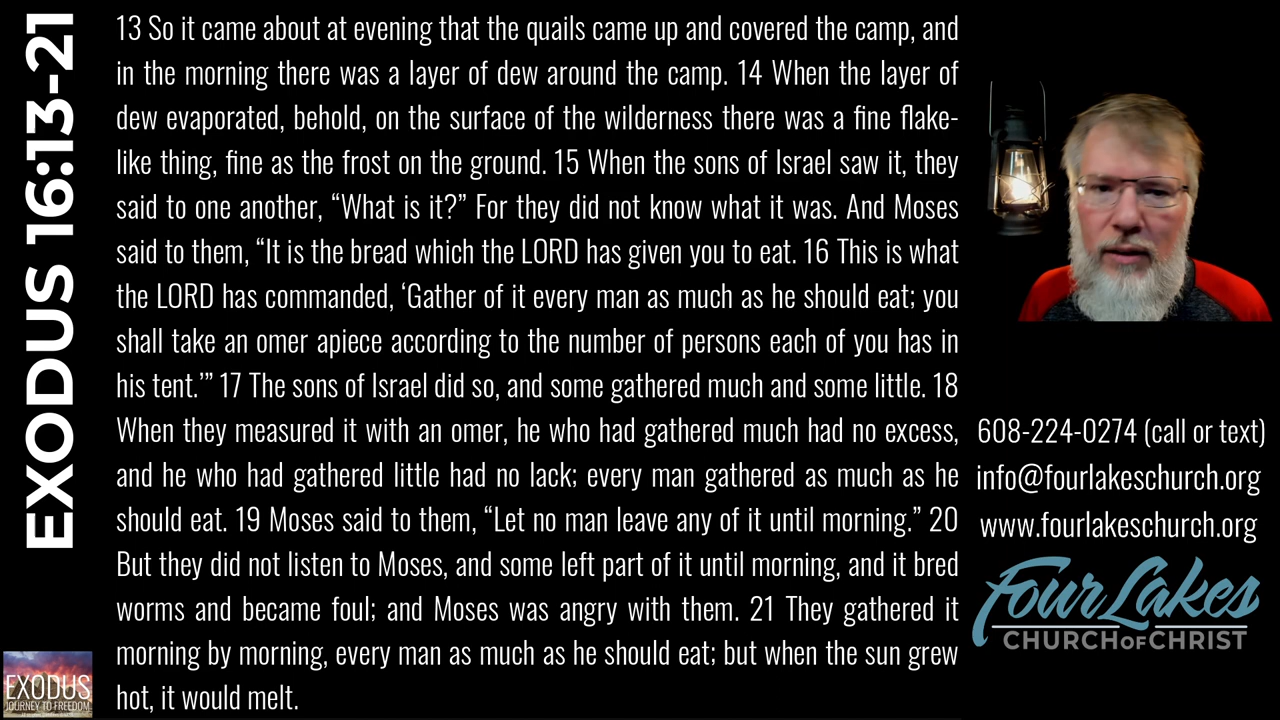 EXODUS 16:13-21
13 So it came about at evening that the quails came up and covered the camp, and
in the morning there was a layer of dew around the camp. 14 When the layer of
dew evaporated, behold, on the surface of the wilderness there was a fine flake-
like thing, fine as the frost on the ground. 15 When the sons of Israel saw it, they
said to one another, “What is it?” For they did not know what it was. And Moses
said to them, “It is the bread which the LORD has given you to eat. 16 This is what
the LORD has commanded, ‘Gather of it every man as much as he should eat; you
shall take an omer apiece according to the number of persons each of you has in
his tent.’” 17 The sons of Israel did so, and some gathered much and some little. 18
When they measured it with an omer, he who had gathered much had no excess,
and he who had gathered little had no lack; every man gathered as much as he
should eat. 19 Moses said to them, “Let no man leave any of it until morning.” 20
But they did not listen to Moses, and some left part of it until morning, and it bred
worms and became foul; and Moses was angry with them. 21 They gathered it
morning by morning, every man as much as he should eat; but when the sun grew
hot, it would melt.
608-224-0274 (call or text)
info@fourlakeschurch.org
www.fourlakeschurch.org
Four Lakes
CHURCH OF CHRIST
EXODUS
JOURNEY TO FREEDOM